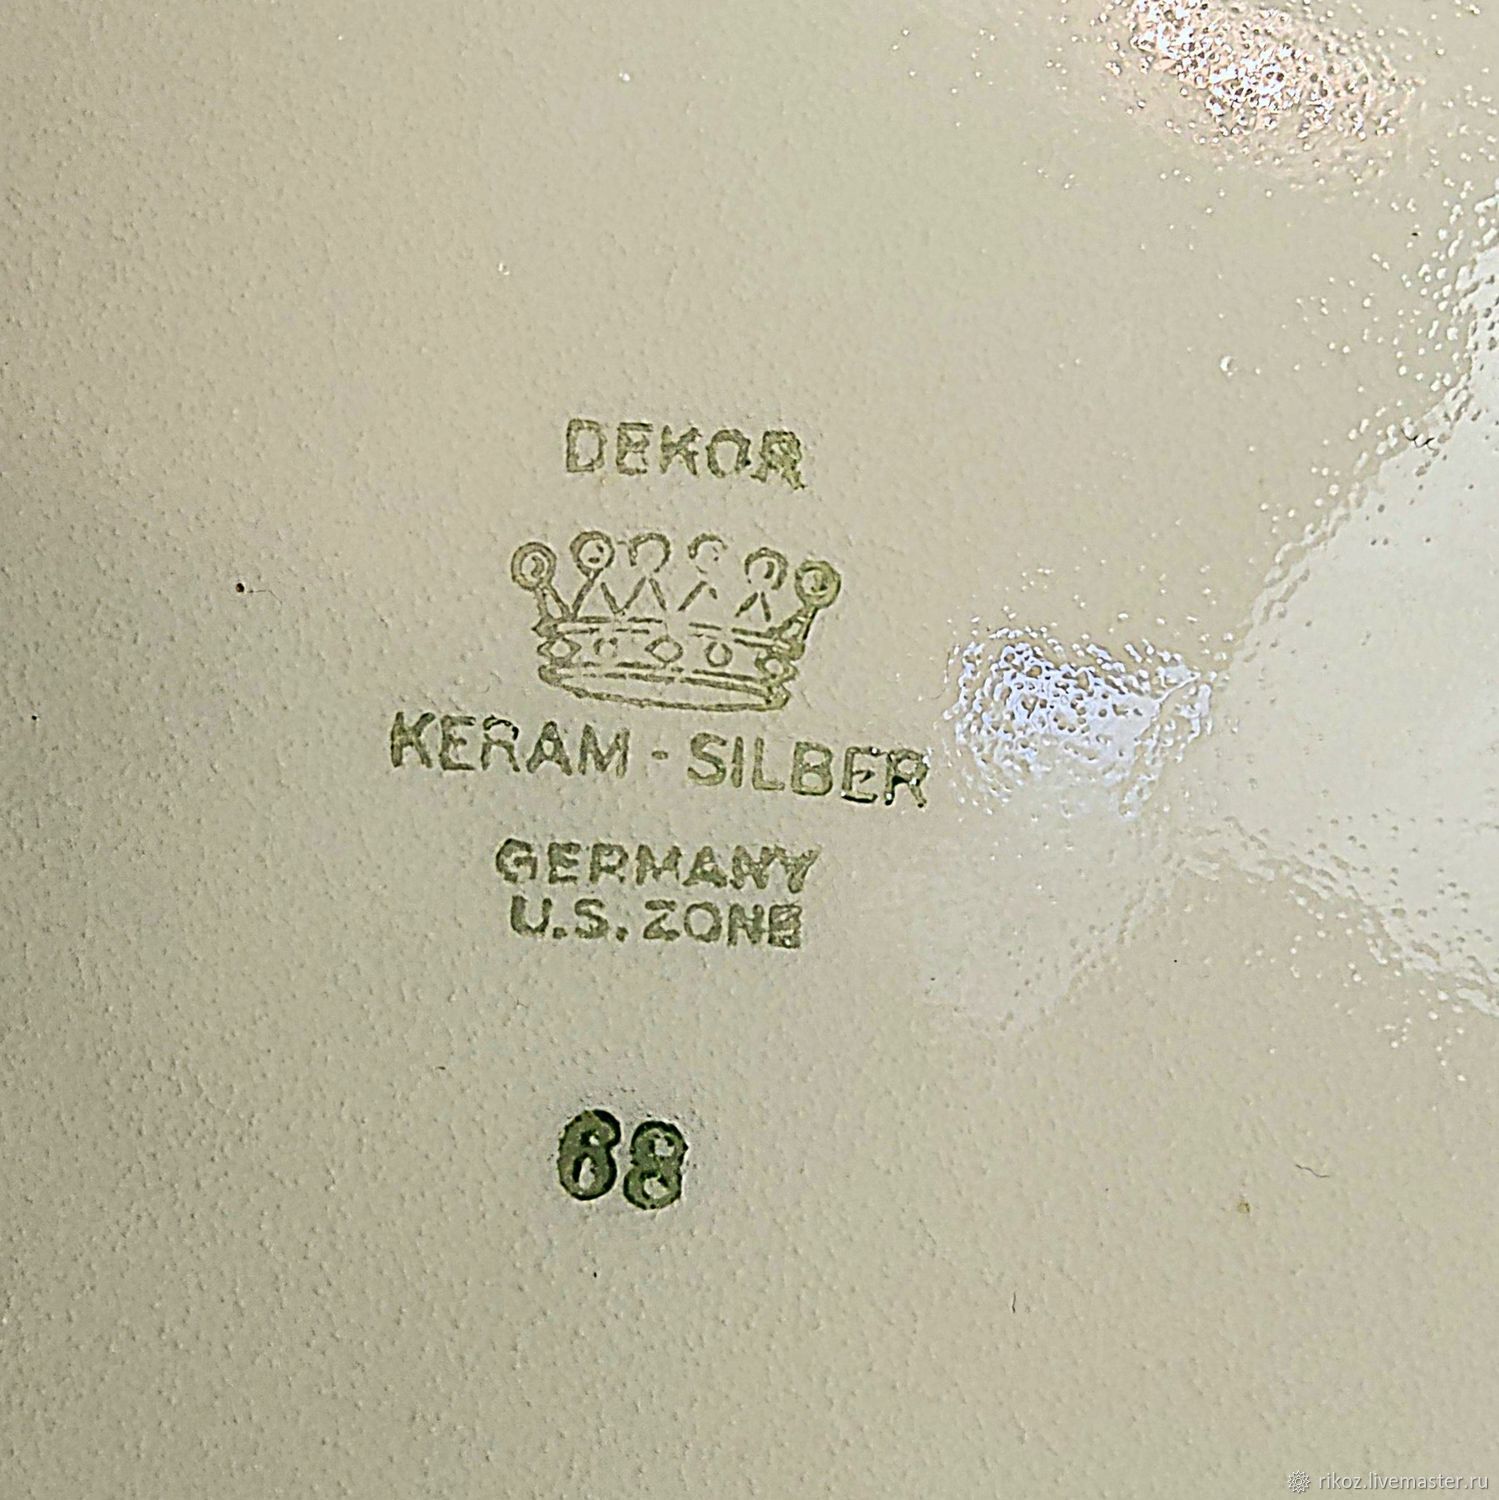 DEKOR
KERAM - SILBER
GERMANY
U.S. ZONE
68
rikoz.livemaster.ru